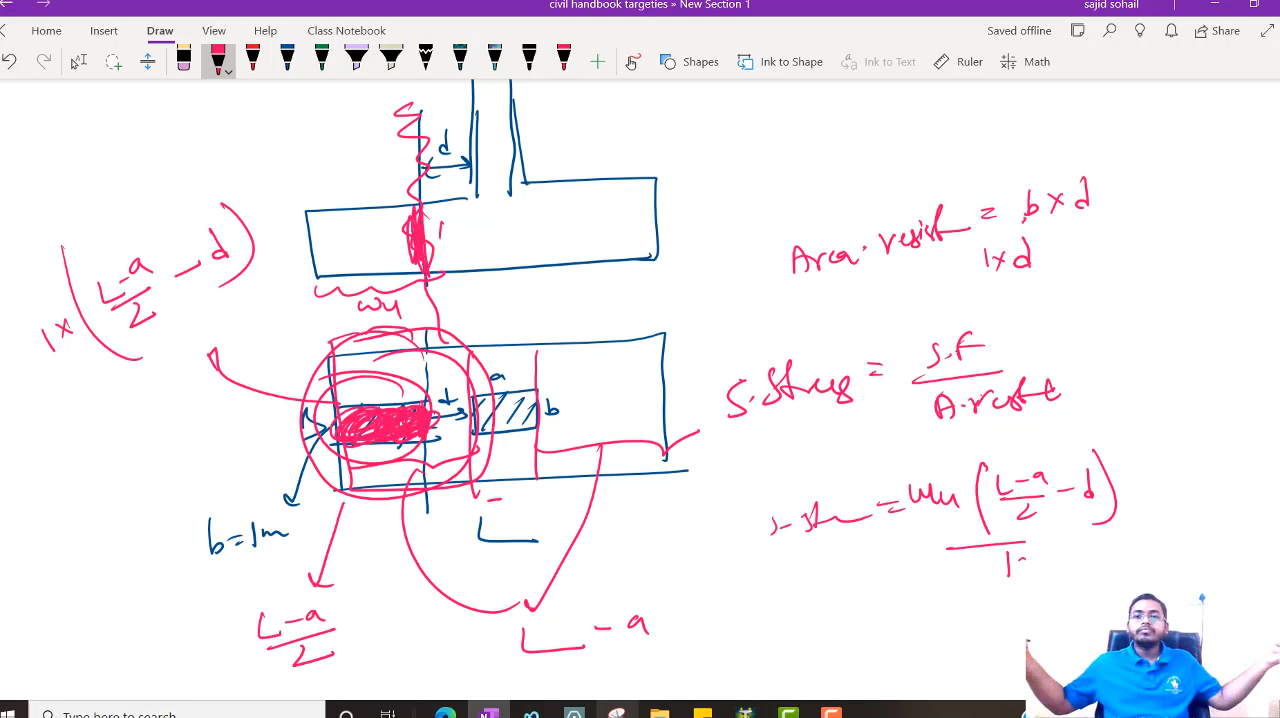 civil handbook targeties » New Section 1
sajid sohail
Home
Insert
Draw
View
Help
Class Notebook
Saved offline
Share
Shapes
Ink to Shape
Ink to Text
Ruler
Math
d
Area. resist = b x d
1 x d
1 x ( L-a / 2 - d )
wu
S. Stress = S.F / A. resist
a
d
b
= wu ( L-a / 2 - d )
1
b = 1m
L
L-a / 2
L - a
Type here to search